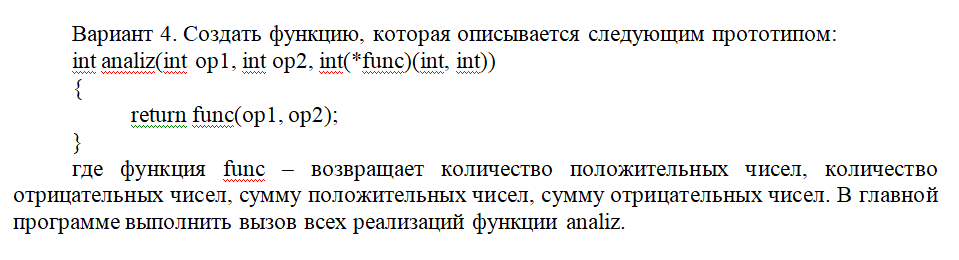 Вариант 4. Создать функцию, которая описывается следующим прототипом:
int analiz(int op1, int op2, int(*func)(int, int))
{
return func(op1, op2);
}
где функция func – возвращает количество положительных чисел, количество
отрицательных чисел, сумму положительных чисел, сумму отрицательных чисел. В главной
программе выполнить вызов всех реализаций функции analiz.